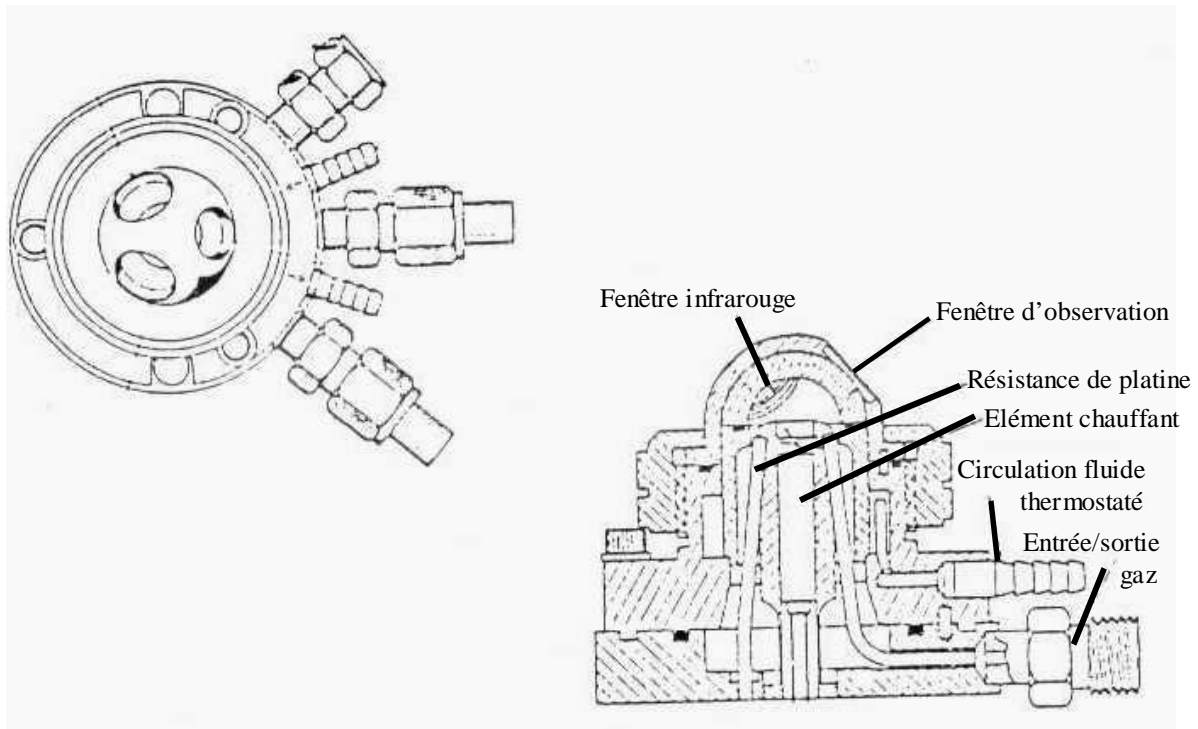 Fenêtre infrarouge
Fenêtre d’observation
Résistance de platine
Elément chauffant
Circulation fluide
thermostaté
Entrée/sortie
gaz